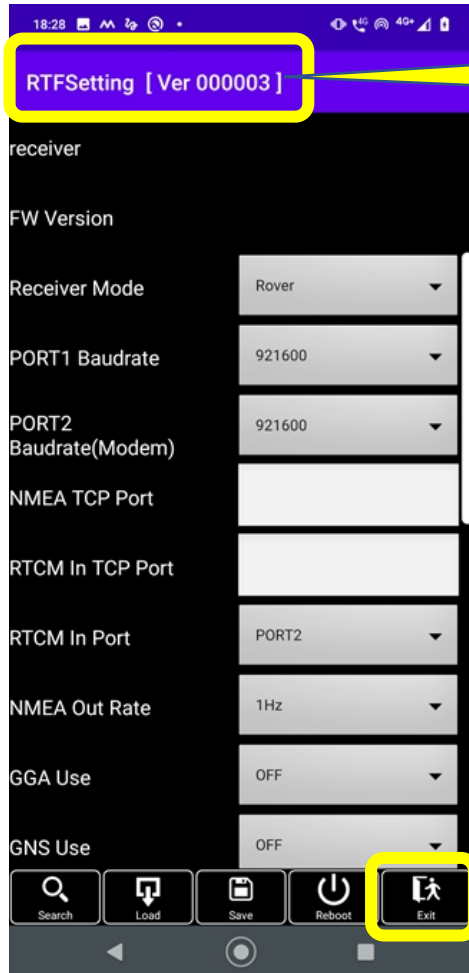 18:28 4G 4G+
RTFSetting [ Ver 000003 ]
receiver
FW Version
Receiver Mode Rover
PORT1 Baudrate 921600
PORT2
Baudrate(Modem) 921600
NMEA TCP Port
RTCM In TCP Port
RTCM In Port PORT2
NMEA Out Rate 1Hz
GGA Use OFF
GNS Use OFF
Search Load Save Reboot Exit